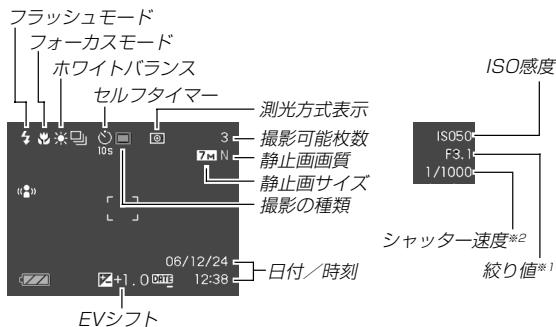 フラッシュモード
フォーカスモード
ホワイトバランス
セルフタイマー
測光方式表示
撮影可能枚数
静止画画質
静止画サイズ
撮影の種類
10s
3
7M N
06/12/24
+1.0 DATE 12:38
日付／時刻
EVシフト
ISO感度
ISO50
F3.1
1/1000
シャッター速度※2
絞り値※1